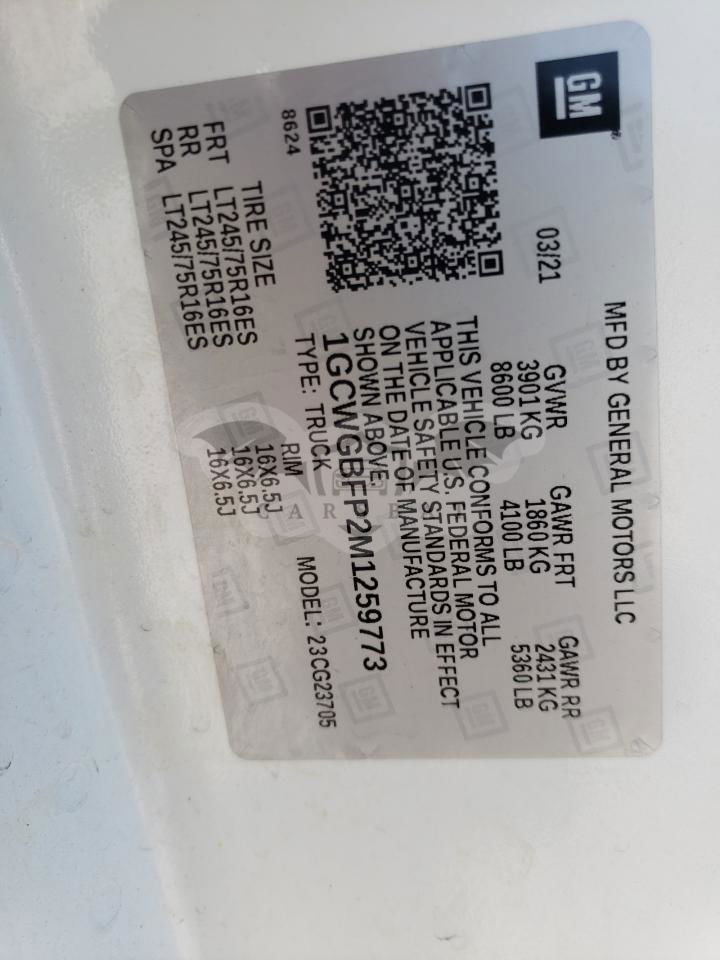 GM
MFD BY GENERAL MOTORS LLC
03/21
GVWR GAWR FRT GAWR RR
3901 KG 1860 KG 2431 KG
8600 LB 4100 LB 5360 LB
THIS VEHICLE CONFORMS TO ALL
APPLICABLE U.S. FEDERAL MOTOR
VEHICLE SAFETY STANDARDS IN EFFECT
ON THE DATE OF MANUFACTURE
SHOWN ABOVE.
1GCWGBFP2M1259773
TYPE: TRUCK MODEL: 23CG23705
8624
TIRE SIZE RIM
FRT LT245/75R16ES 16X6.5J
RR LT245/75R16ES 16X6.5J
SPA LT245/75R16ES 16X6.5J